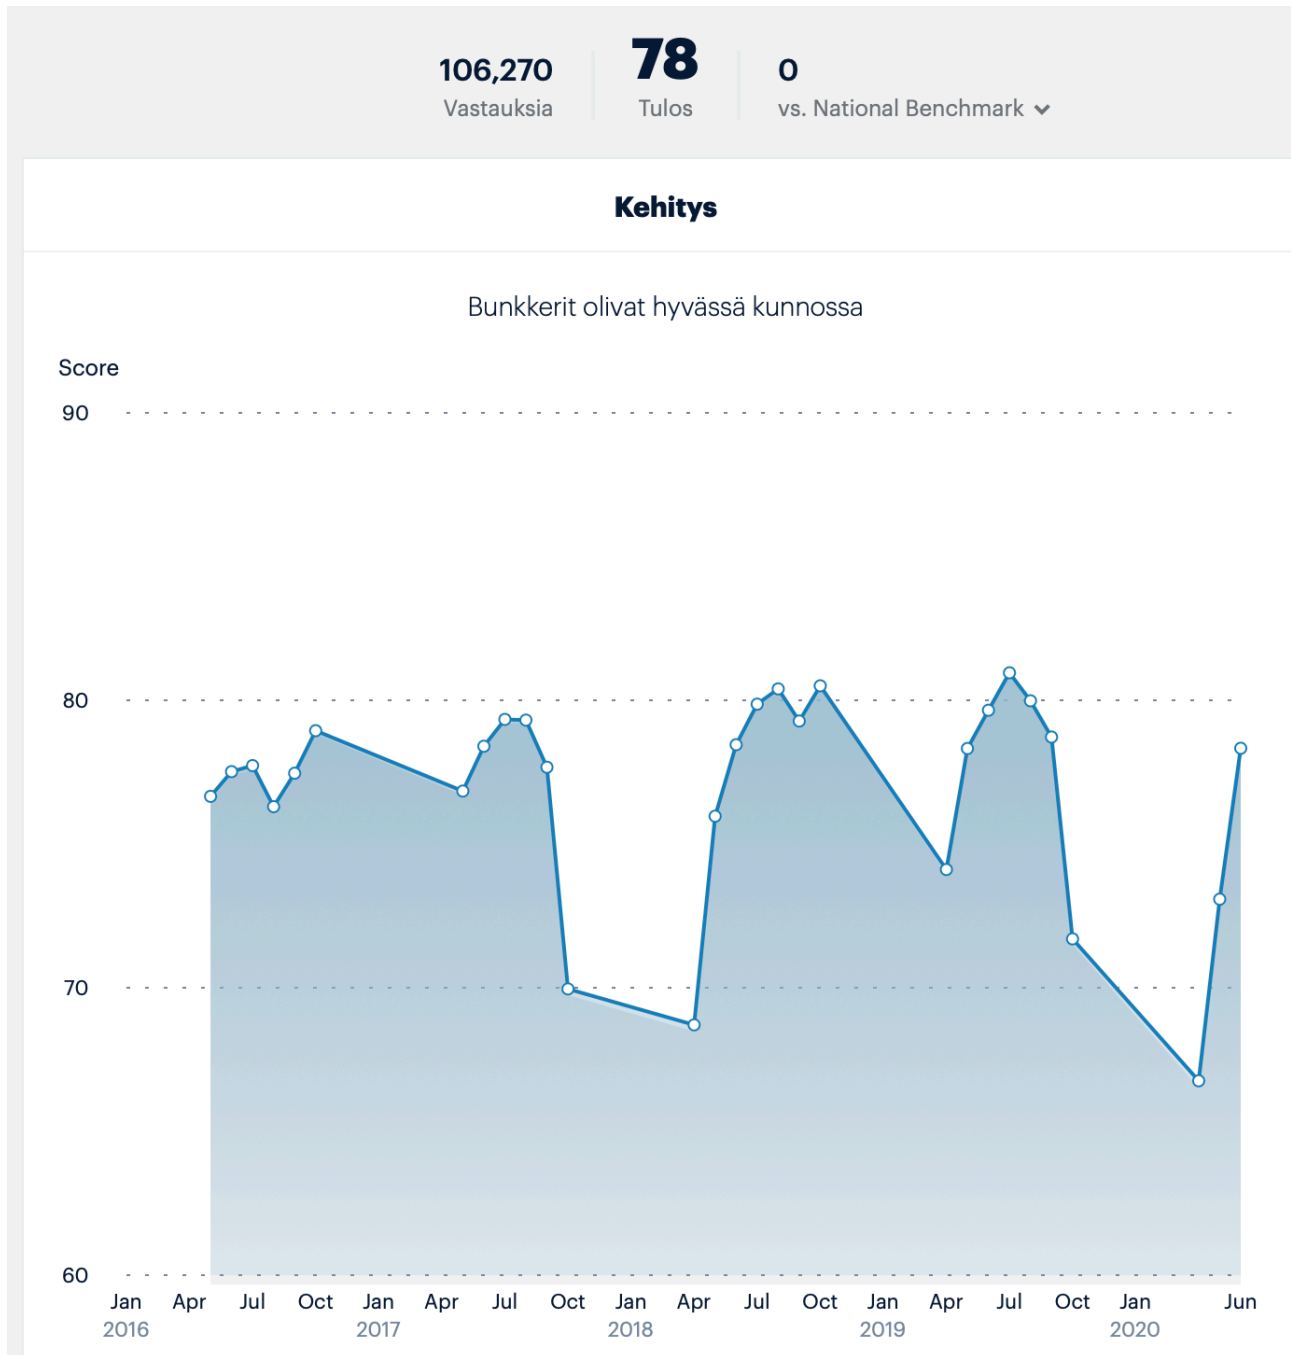 106,270 78 0
Vastauksia Tulos vs. National Benchmark
Kehitys
Bunkkerit olivat hyvässä kunnossa
Score
90
80
70
60
Jan Apr Jul Oct Jan Apr Jul Oct Jan Apr Jul Oct Jan Apr Jul Oct Jan Jun
2016 2017 2018 2019 2020